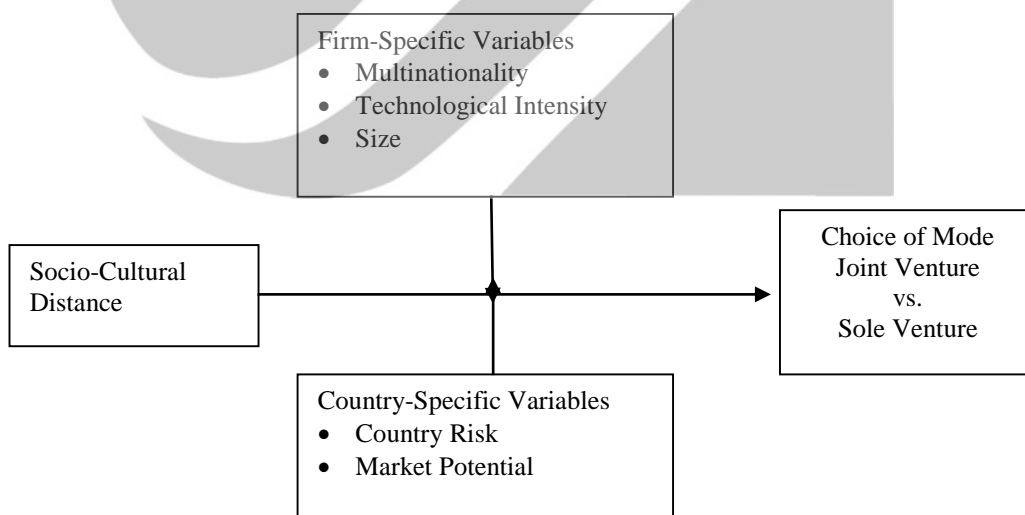 Firm-Specific Variables
• Multinationality
• Technological Intensity
• Size
Socio-Cultural
Distance
Choice of Mode
Joint Venture
vs.
Sole Venture
Country-Specific Variables
• Country Risk
• Market Potential